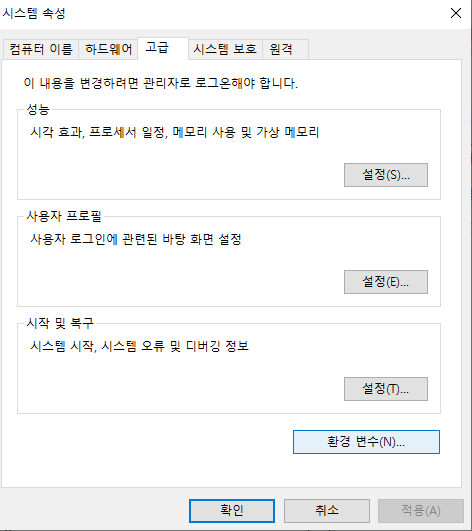 시스템 속성
컴퓨터 이름 하드웨어 고급 시스템 보호 원격
이 내용을 변경하려면 관리자로 로그온해야 합니다.
성능
시각 효과, 프로세서 일정, 메모리 사용 및 가상 메모리
설정(S)...
사용자 프로필
사용자 로그인에 관련된 바탕 화면 설정
설정(E)...
시작 및 복구
시스템 시작, 시스템 오류 및 디버깅 정보
설정(T)...
환경 변수(N)...
확인 취소 적용(A)